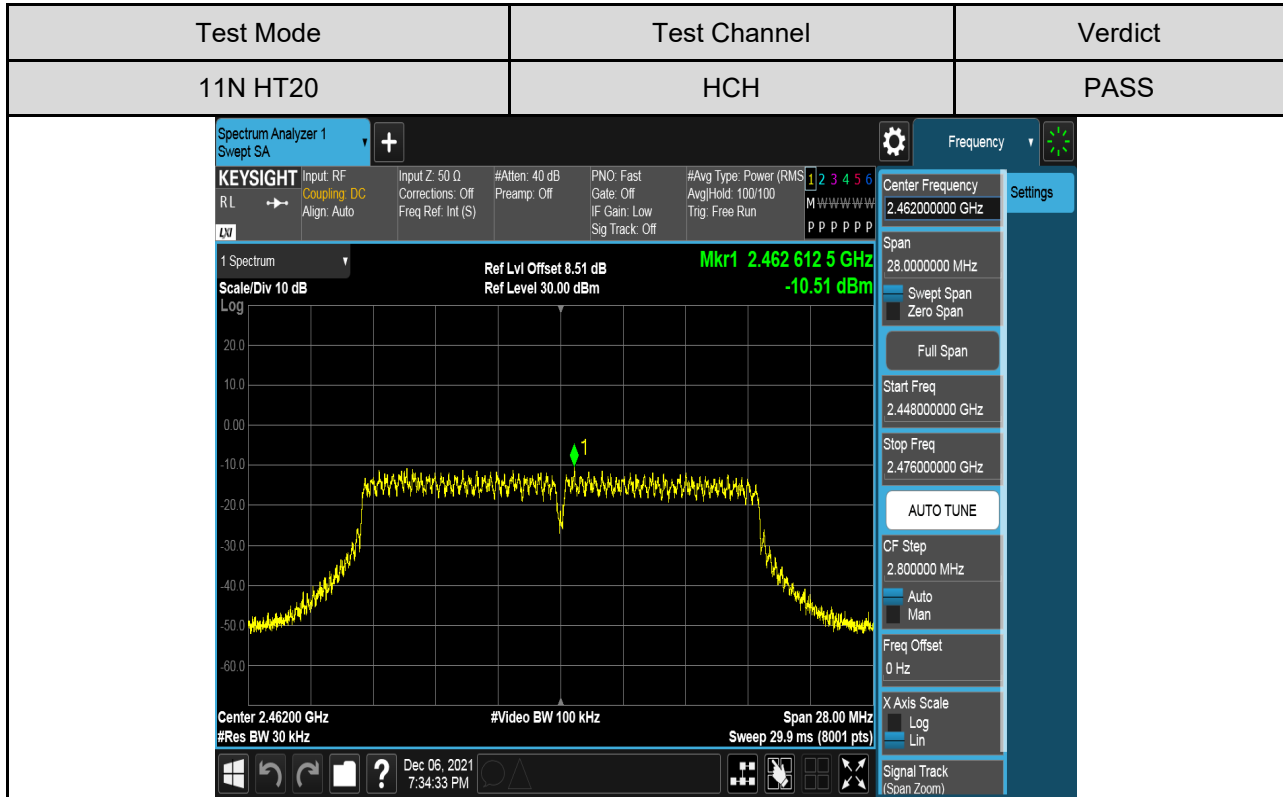 Test Mode Test Channel Verdict
11N HT20 HCH PASS
Spectrum Analyzer 1
Swept SA
Frequency
KEYSIGHT
RL
LXI
Input: RF
Coupling: DC
Align: Auto
Input Z: 50 Ω
Corrections: Off
Freq Ref: Int (S)
#Atten: 40 dB
Preamp: Off
PNO: Fast
Gate: Off
IF Gain: Low
Sig Track: Off
#Avg Type: Power (RMS
Avg|Hold: 100/100
Trig: Free Run
1 2 3 4 5 6
M W W W W W
P P P P P P
1 Spectrum
Scale/Div 10 dB
Ref Lvl Offset 8.51 dB
Ref Level 30.00 dBm
Mkr1 2.462 612 5 GHz
-10.51 dBm
Log
20.0
10.0
0.00
-10.0
-20.0
-30.0
-40.0
-50.0
-60.0
1
Center 2.46200 GHz
#Res BW 30 kHz
#Video BW 100 kHz
Span 28.00 MHz
Sweep 29.9 ms (8001 pts)
Center Frequency
2.462000000 GHz
Settings
Span
28.0000000 MHz
Swept Span
Zero Span
Full Span
Start Freq
2.448000000 GHz
Stop Freq
2.476000000 GHz
AUTO TUNE
CF Step
2.800000 MHz
Auto
Man
Freq Offset
0 Hz
X Axis Scale
Log
Lin
Signal Track
(Span Zoom)
?
Dec 06, 2021
7:34:33 PM